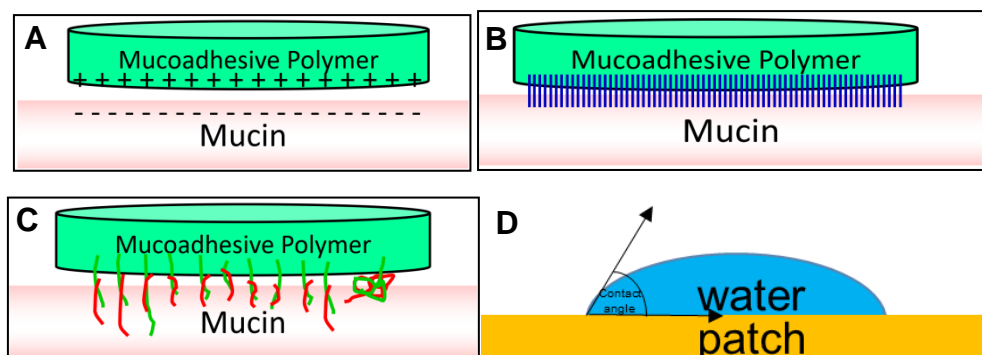 A
Mucoadhesive Polymer
+ + + + + + + + + + + + + + +
- - - - - - - - - - - - - - - - - -
Mucin
B
Mucoadhesive Polymer
Mucin
C
Mucoadhesive Polymer
Mucin
D
Contact
angle
water
patch